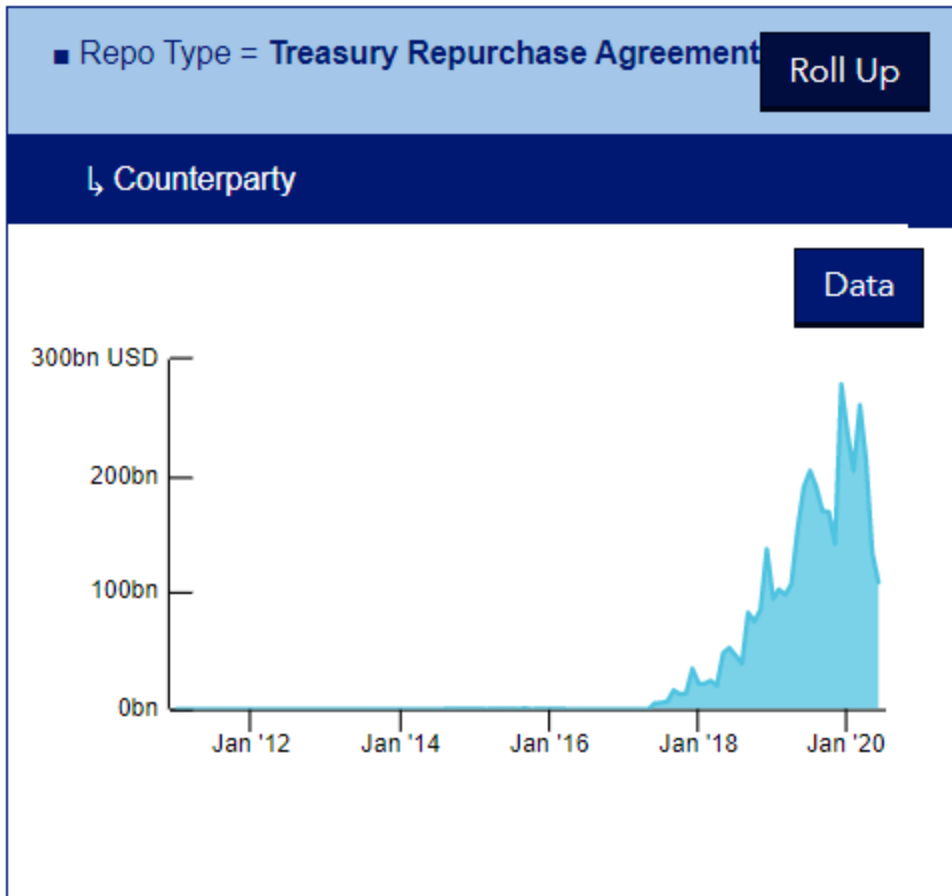 ▪ Repo Type = Treasury Repurchase Agreement
Roll Up
↳ Counterparty
Data
300bn USD
200bn
100bn
0bn
Jan '12 Jan '14 Jan '16 Jan '18 Jan '20